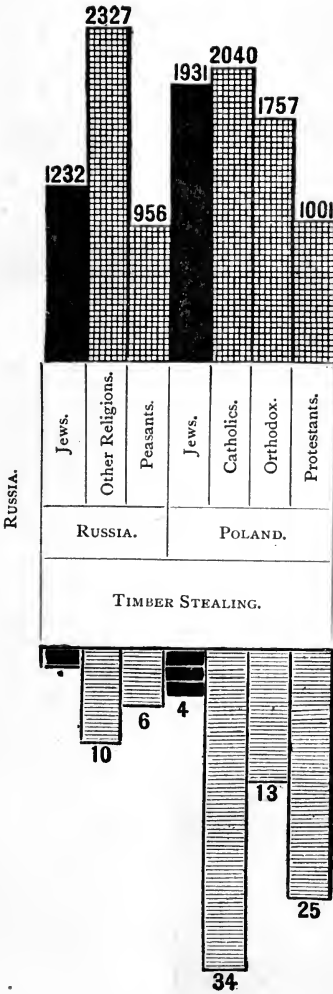 2327
2040
1931
1757
1232
956
1001
RUSSIA.
Jews.
Other Religions.
Peasants.
Jews.
Catholics.
Orthodox.
Protestants.
RUSSIA.
POLAND.
TIMBER STEALING.
10
6
4
13
25
34